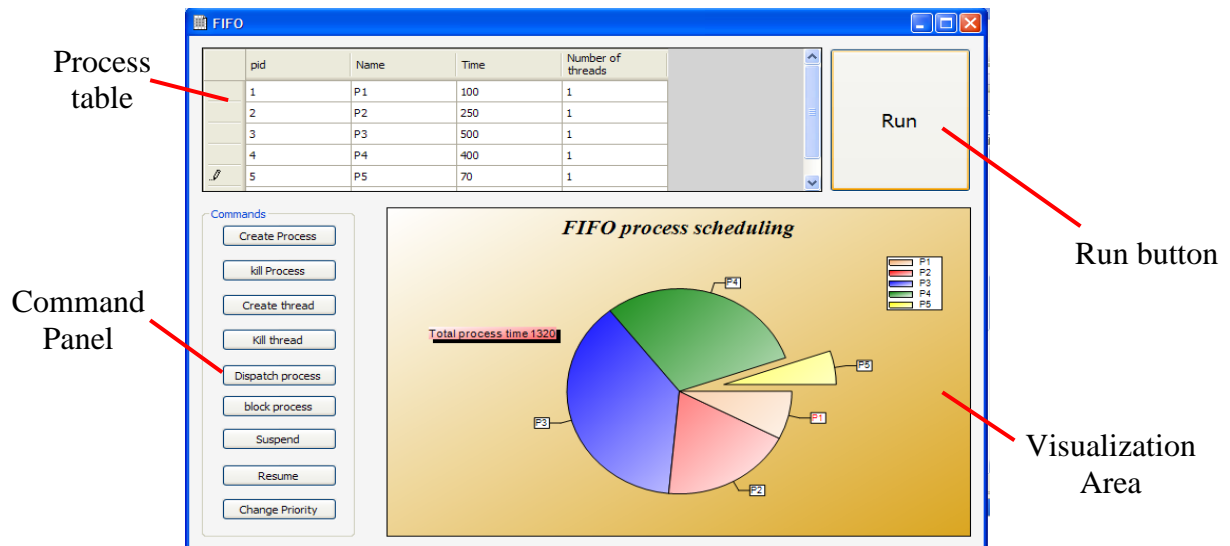 FIFO
Process
table
pid Name Time Number of
threads
1 P1 100 1
2 P2 250 1
3 P3 500 1
4 P4 400 1
5 P5 70 1
Run
Run button
Commands
Create Process
kill Process
Create thread
Kill thread
Dispatch process
block process
Suspend
Resume
Change Priority
Command
Panel
FIFO process scheduling
Total process time 1320
P4
P5
P1
P2
P3
P1
P2
P3
P4
P5
Visualization
Area